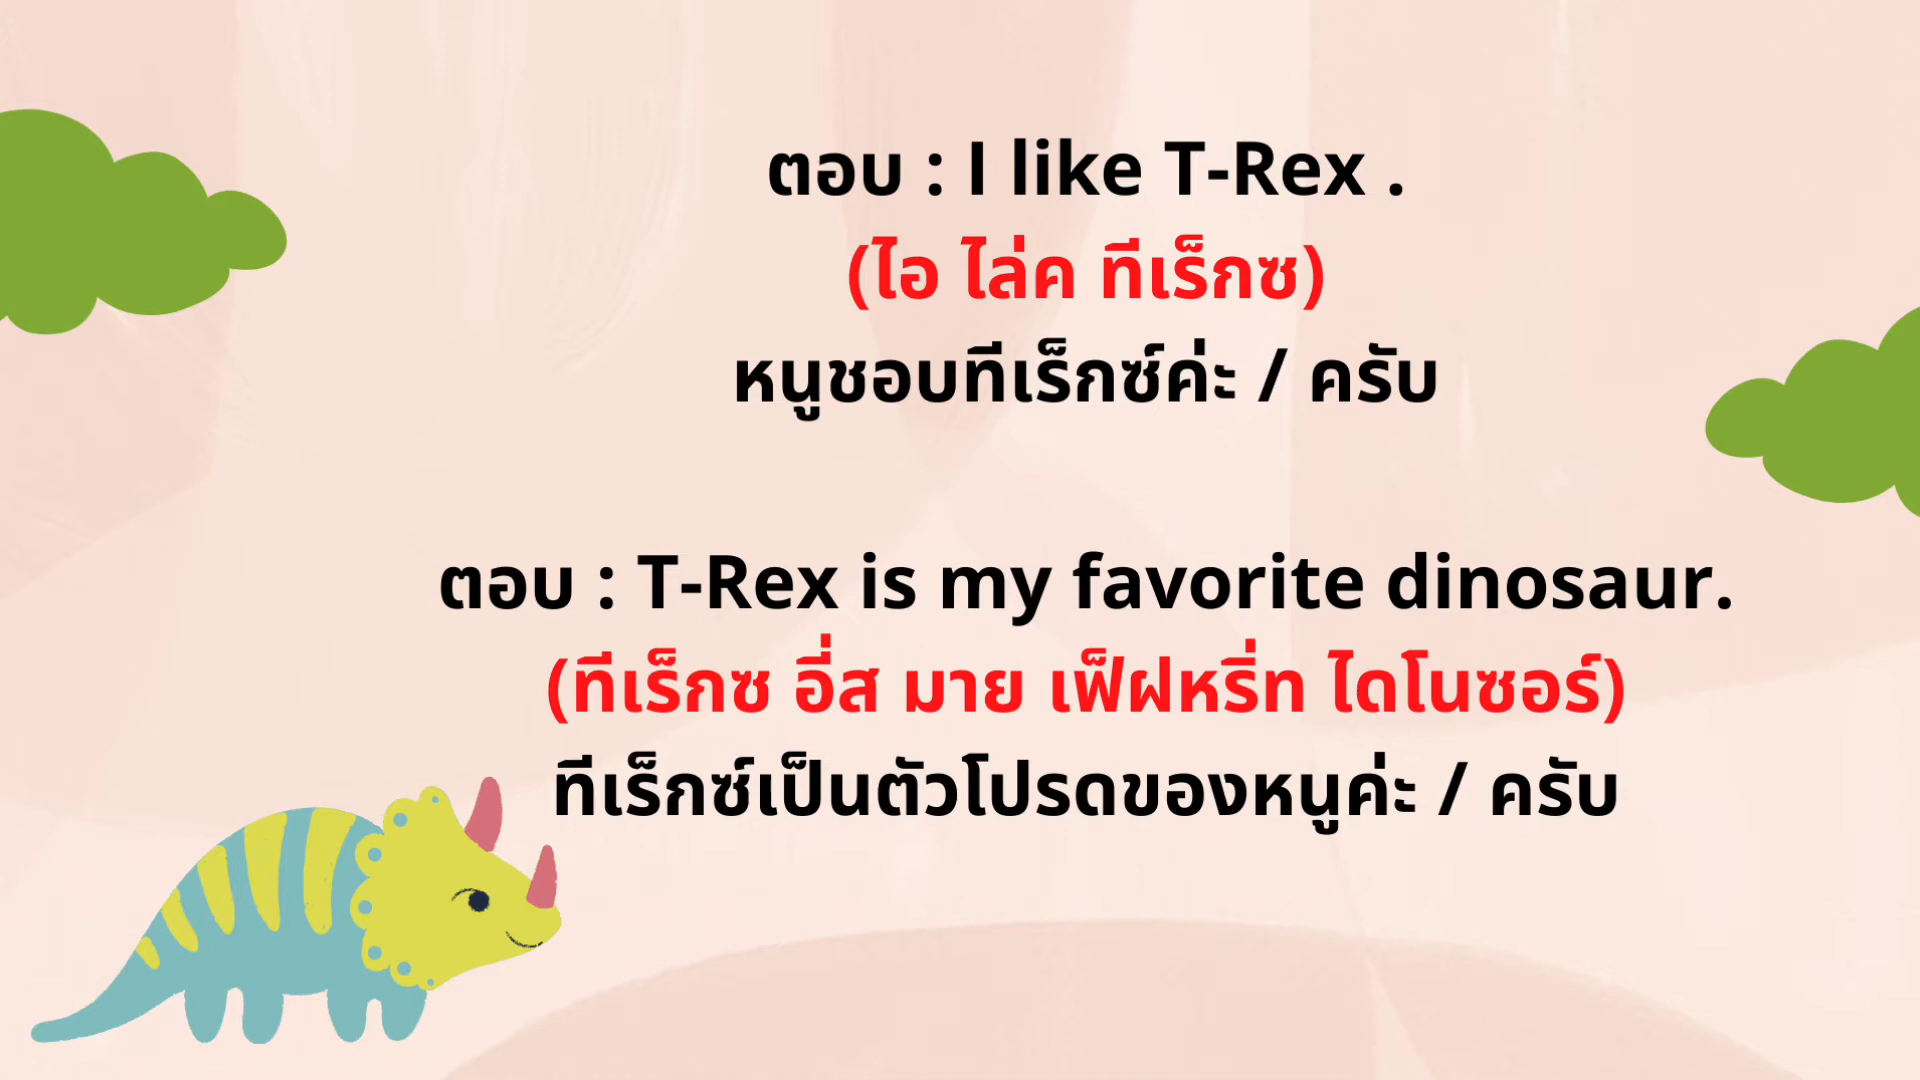 ตอบ : I like T-Rex .
(ไอ ไล่ค ทีเร็กซ)
หนูชอบทีเร็กซ์ค่ะ / ครับ
ตอบ : T-Rex is my favorite dinosaur.
(ทีเร็กซ อี่ส มาย เฟ็ฝหริ่ท ไดโนซอร์)
ทีเร็กซ์เป็นตัวโปรดของหนูค่ะ / ครับ